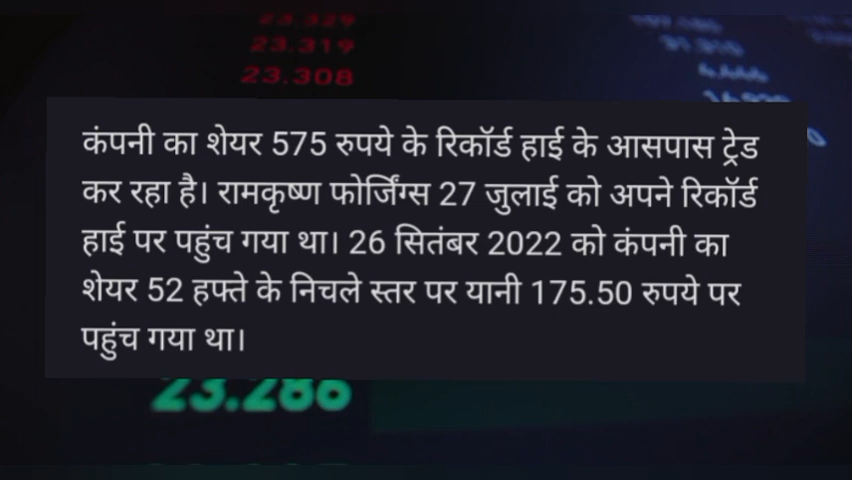 23.329
23.319
23.308
कंपनी का शेयर 575 रुपये के रिकॉर्ड हाई के आसपास ट्रेड
कर रहा है। रामकृष्ण फोर्जिंग्स 27 जुलाई को अपने रिकॉर्ड
हाई पर पहुंच गया था। 26 सितंबर 2022 को कंपनी का
शेयर 52 हफ्ते के निचले स्तर पर यानी 175.50 रुपये पर
पहुंच गया था।
23.286